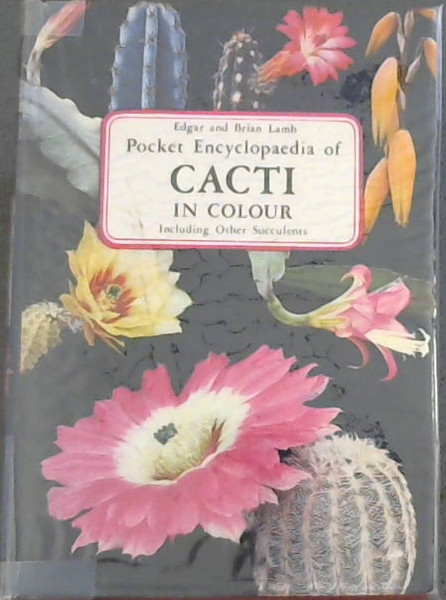 Edgar and Brian Lamb
Pocket Encyclopaedia of
CACTI
IN COLOUR
Including Other Succulents